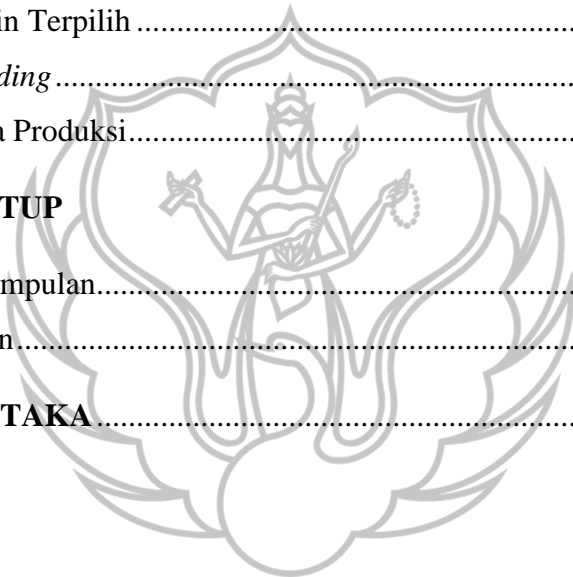 in Terpilih ........................................................
ding ........................................................
a Produksi........................................................
TUP
mpulan........................................................
n........................................................
TAKA........................................................